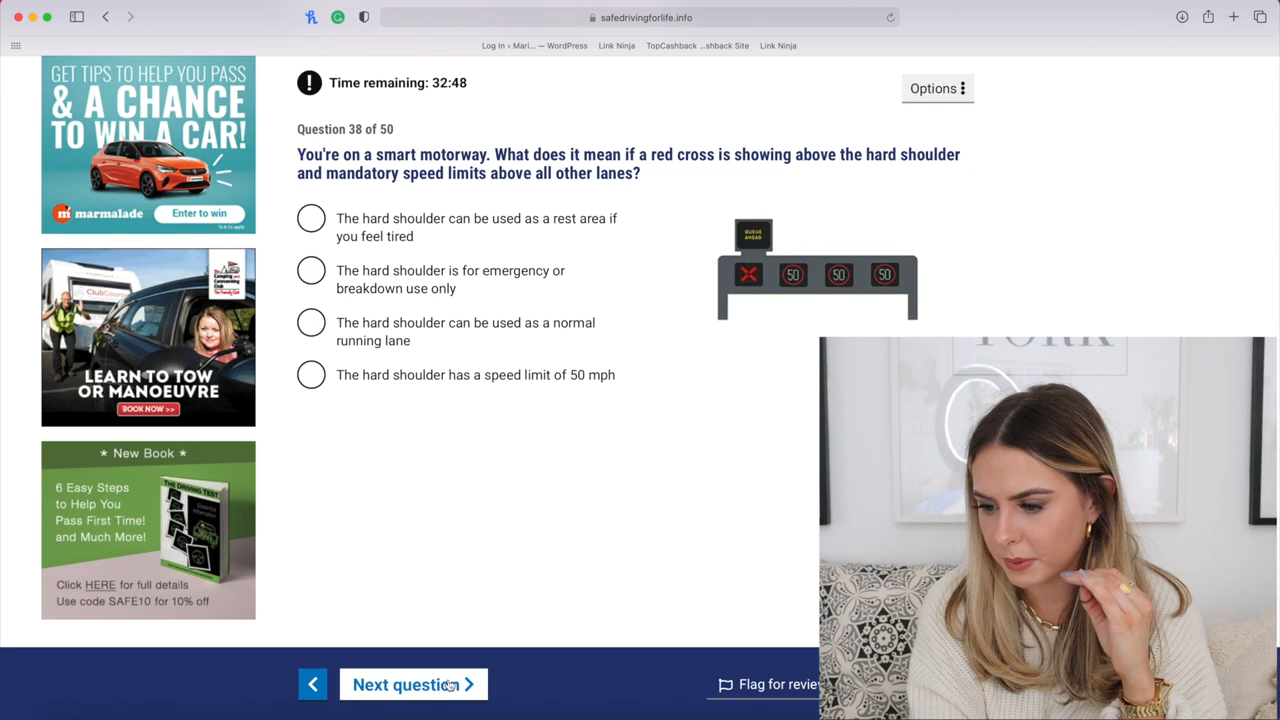 safedrivingforlife.info
Log In ‹ Mari... — WordPress
Link Ninja
TopCashback ...shback Site
Link Ninja
GET TIPS TO HELP YOU PASS
& A CHANCE
TO WIN A CAR!
marmalade
Enter to win
Time remaining: 32:48
Options
Question 38 of 50
You're on a smart motorway. What does it mean if a red cross is showing above the hard shoulder
and mandatory speed limits above all other lanes?
The hard shoulder can be used as a rest area if
you feel tired
The hard shoulder is for emergency or
breakdown use only
The hard shoulder can be used as a normal
running lane
The hard shoulder has a speed limit of 50 mph
QUEUE
AHEAD
50
50
50
LEARN TO TOW
OR MANOEUVRE
BOOK NOW >>
* New Book *
6 Easy Steps
to Help You
Pass First Time!
and Much More!
THE DRIVING TEST
Click HERE for full details
Use code SAFE10 for 10% off
Next question
Flag for review
YORK